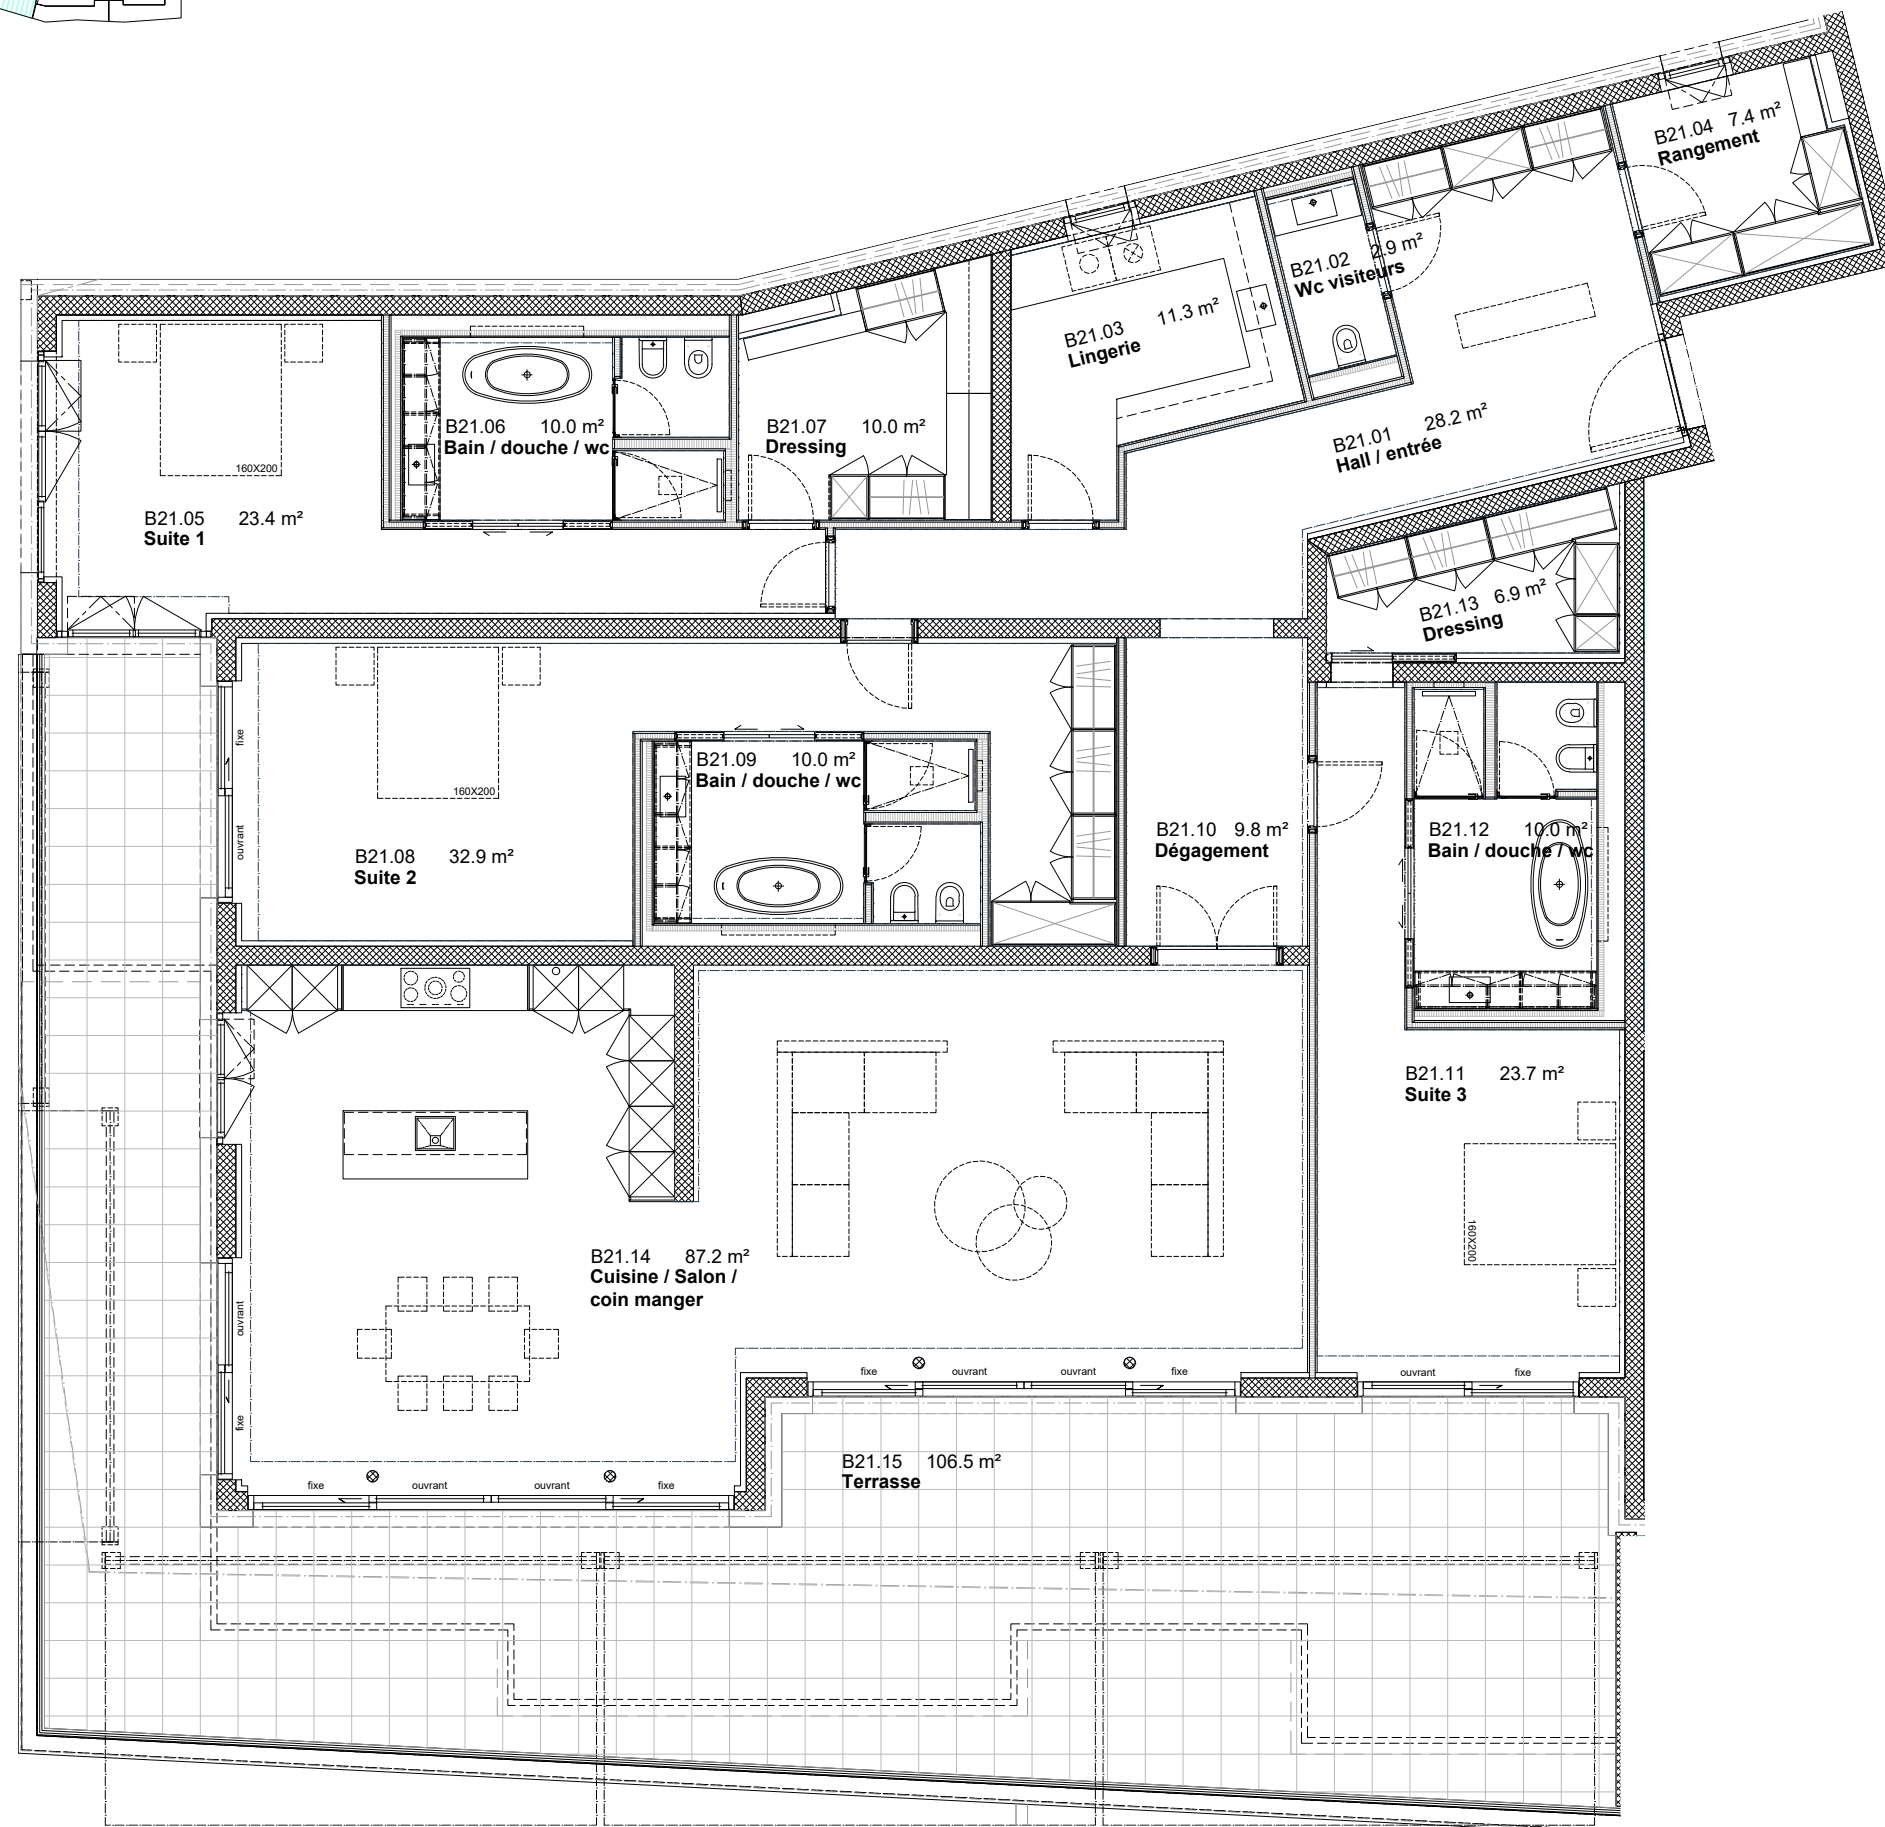 B21.04 7.4 m²
Rangement
B21.02 2.9 m²
Wc visiteurs
B21.03 11.3 m²
Lingerie
B21.01 28.2 m²
Hall / entrée
B21.06 10.0 m²
Bain / douche / wc
B21.07 10.0 m²
Dressing
160X200
B21.05 23.4 m²
Suite 1
B21.13 6.9 m²
Dressing
fixe
ouvrant
160X200
B21.09 10.0 m²
Bain / douche / wc
B21.08 32.9 m²
Suite 2
B21.10 9.8 m²
Dégagement
B21.12 10.0 m²
Bain / douche / wc
B21.11 23.7 m²
Suite 3
160X200
B21.14 87.2 m²
Cuisine / Salon /
coin manger
ouvrant
fixe
fixe ouvrant ouvrant fixe
ouvrant fixe
B21.15 106.5 m²
Terrasse
fixe ouvrant ouvrant fixe